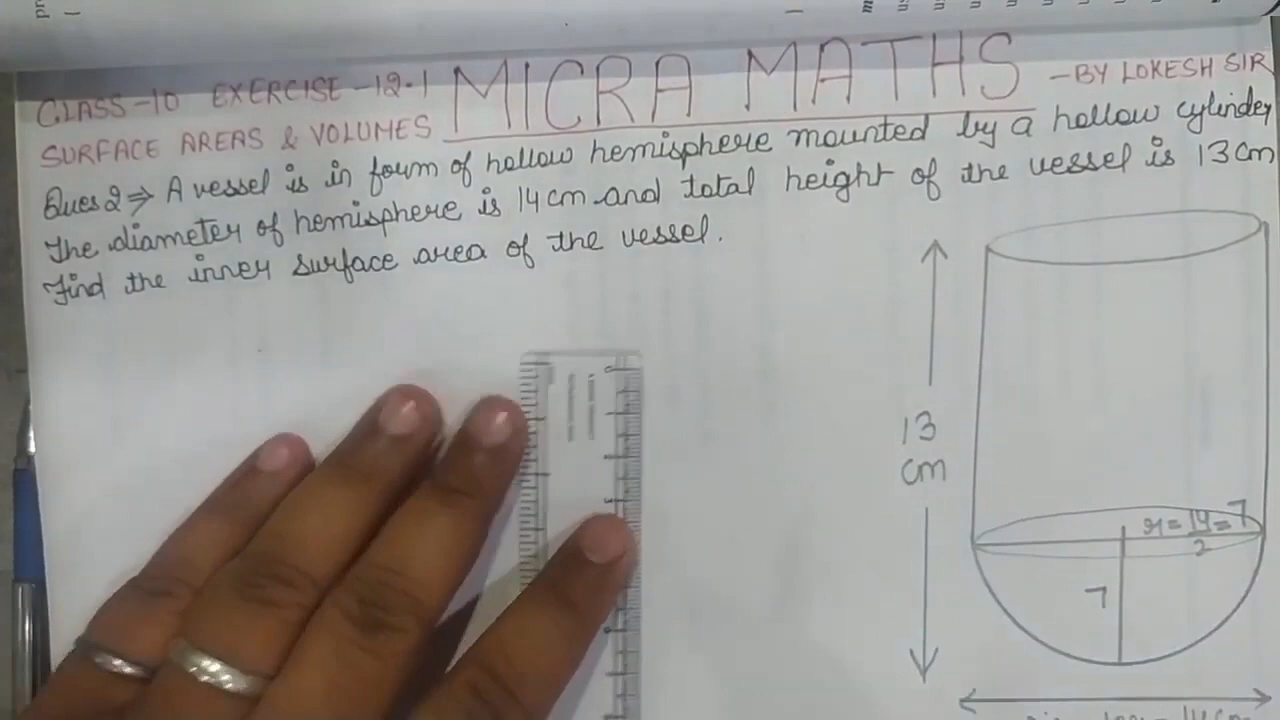 CLASS-10 EXERCISE-12.1 MICRA MATHS -BY LOKESH SIR
SURFACE AREAS & VOLUMES
Ques 2 ⇒ A vessel is in form of hollow hemisphere mounted by a hollow cylinder
The diameter of hemisphere is 14 cm and total height of the vessel is 13 cm
Find the inner surface area of the vessel.
13
cm
r = 14/2 = 7
7